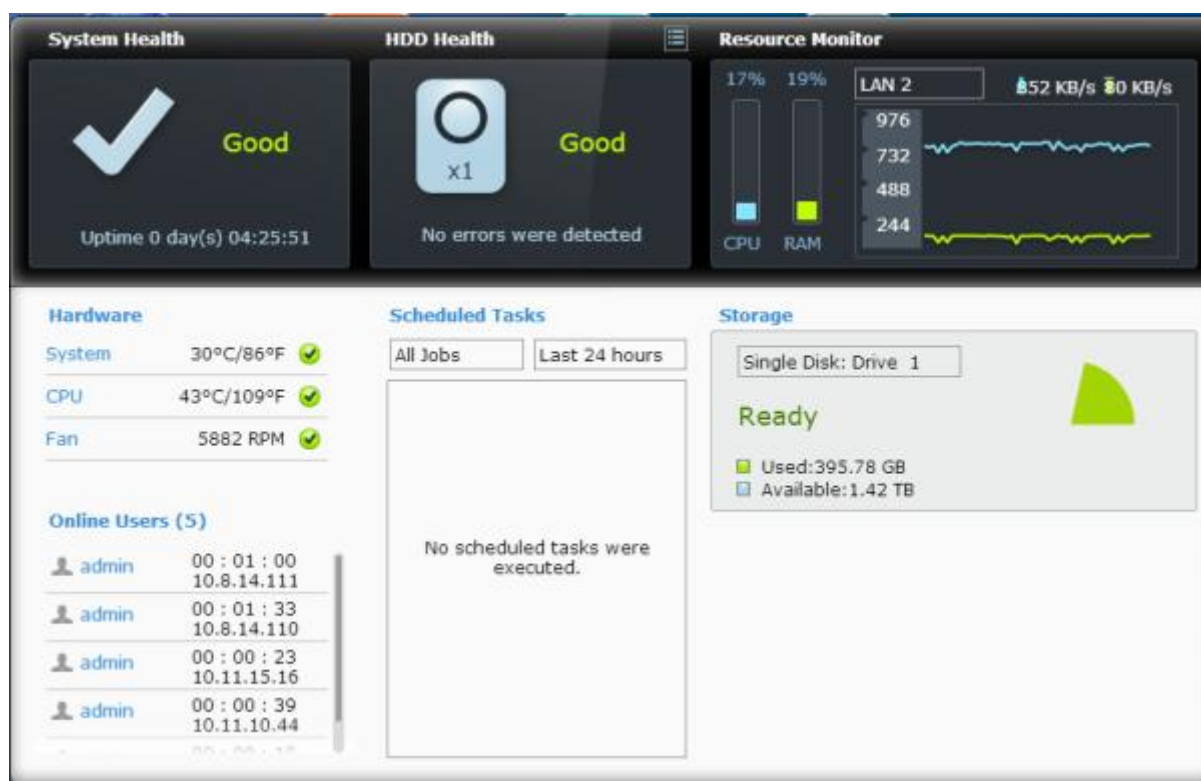 System Health
Good
Uptime 0 day(s) 04:25:51
HDD Health
x1
Good
No errors were detected
Resource Monitor
17% 19%
CPU RAM
LAN 2
852 KB/s 80 KB/s
976
732
488
244
Hardware
System 30°C/86°F
CPU 43°C/109°F
Fan 5882 RPM
Online Users (5)
admin 00 : 01 : 00
10.8.14.111
admin 00 : 01 : 33
10.8.14.110
admin 00 : 00 : 23
10.11.15.16
admin 00 : 00 : 39
10.11.10.44
Scheduled Tasks
All Jobs Last 24 hours
No scheduled tasks were
executed.
Storage
Single Disk: Drive 1
Ready
Used:395.78 GB
Available:1.42 TB